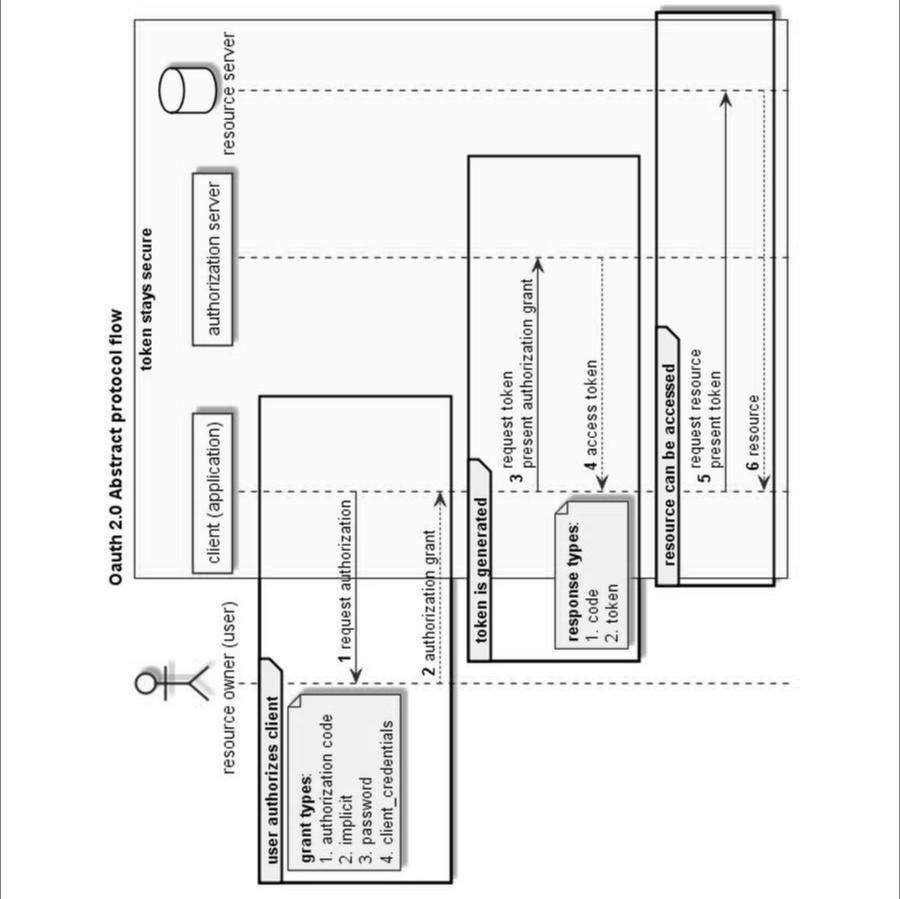 Oauth 2.0 Abstract protocol flow
token stays secure
resource owner (user)
client (application)
authorization server
resource server
user authorizes client
grant types:
1. authorization code
2. implicit
3. password
4. client_credentials
1 request authorization
2 authorization grant
token is generated
request token
3 present authorization grant
4 access token
response types:
1. code
2. token
resource can be accessed
request resource
5 present token
6 resource